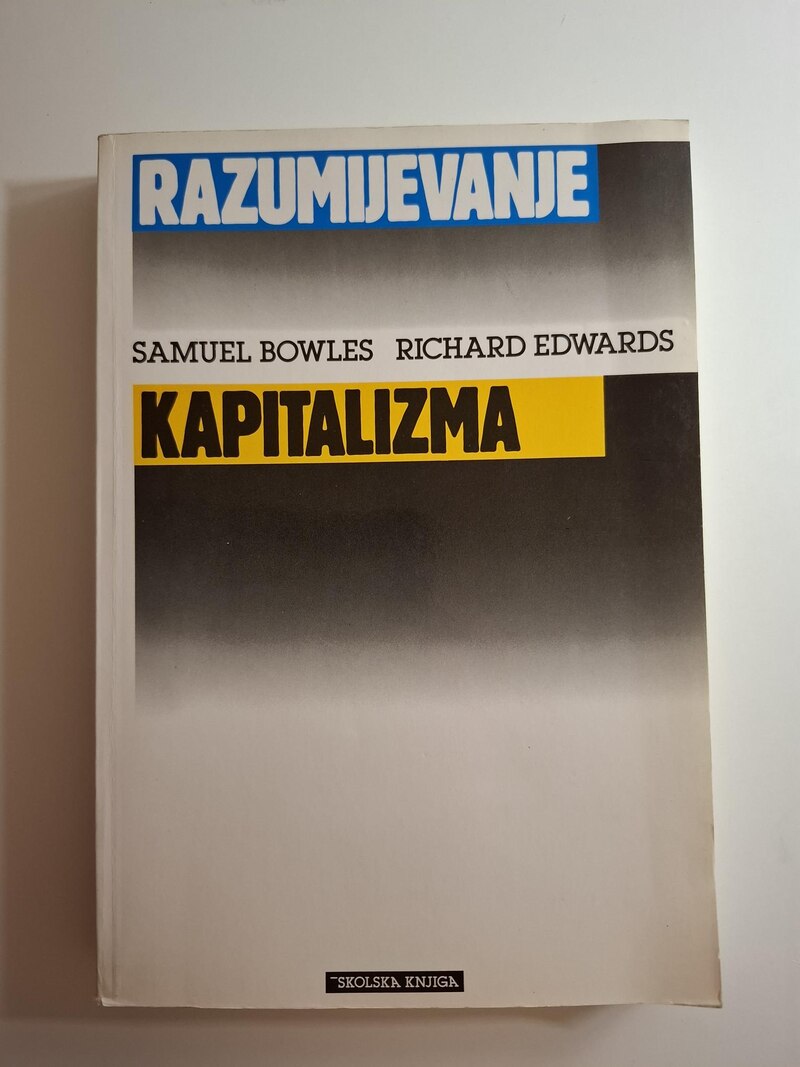 RAZUMIJEVANJE
SAMUEL BOWLES RICHARD EDWARDS
KAPITALIZMA
ŠKOLSKA KNJIGA